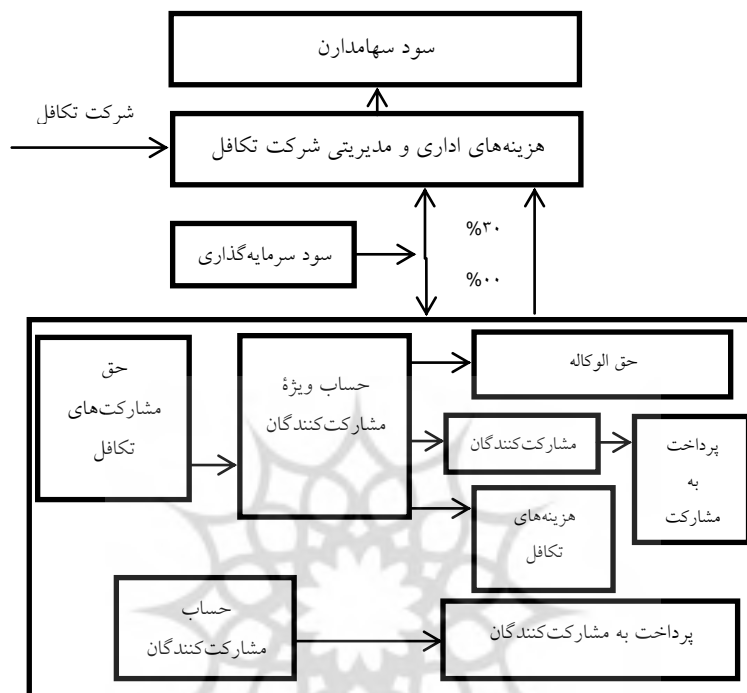 سود سهامدارن
شرکت تکافل
هزینه‌های اداری و مدیریتی شرکت تکافل
%۳۰
سود سرمایه‌گذاری
%۰۰
حق
مشارکت‌های
تکافل
حساب ویژۀ
مشارکت‌کنندگان
حق الوکاله
مشارکت‌کنندگان
پرداخت
به
مشارکت
هزینه‌های
تکافل
حساب
مشارکت‌کنندگان
پرداخت به مشارکت‌کنندگان